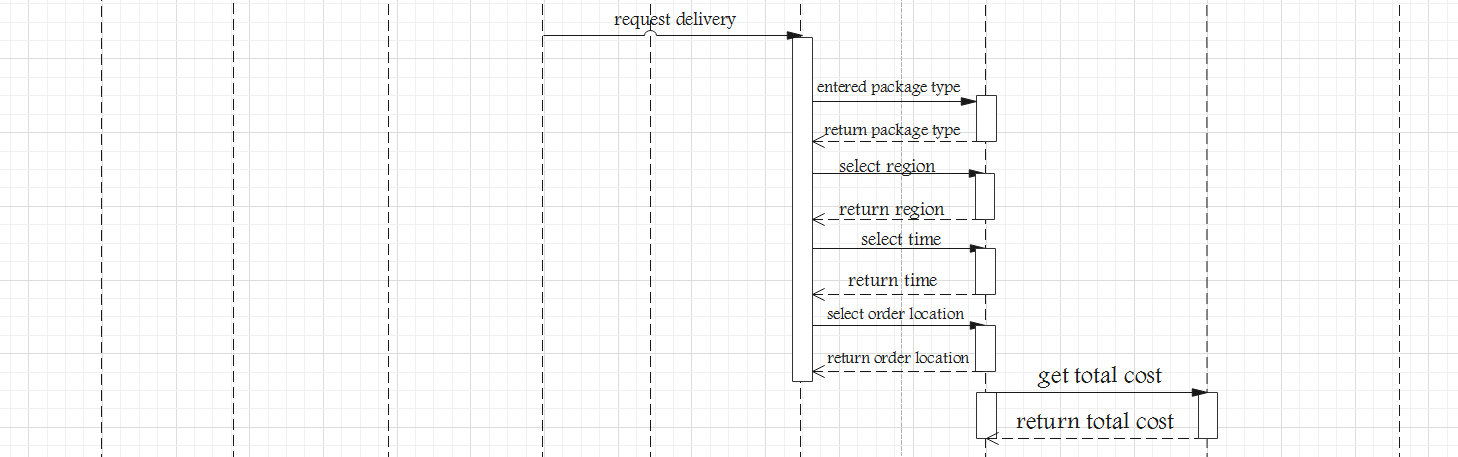 request delivery
entered package type
return package type
select region
return region
select time
return time
select order location
return order location
get total cost
return total cost